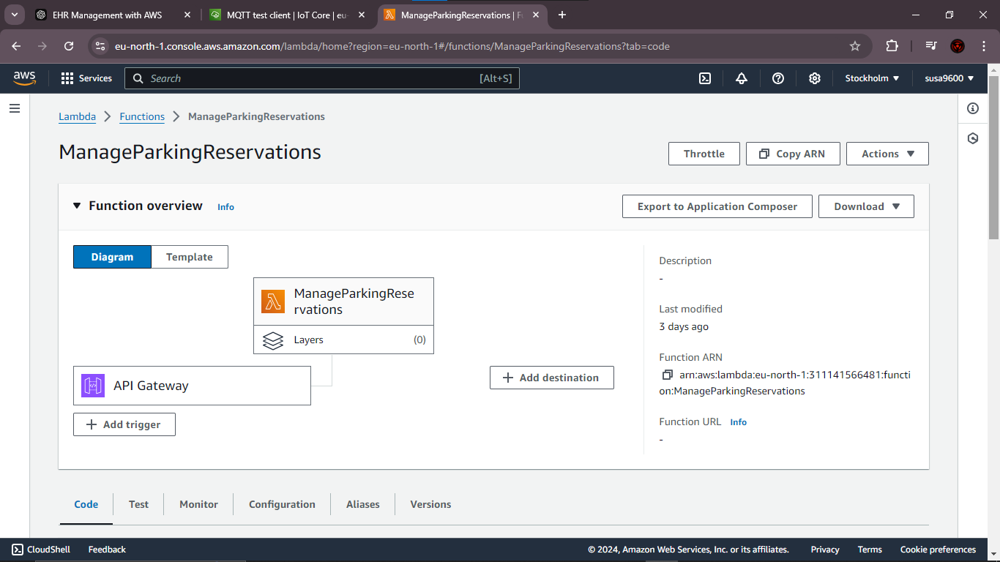 EHR Management with AWS
MQTT test client | IoT Core | eu-
ManageParkingReservations | Fu
eu-north-1.console.aws.amazon.com/lambda/home?region=eu-north-1#/functions/ManageParkingReservations?tab=code
aws
Services
Search
[Alt+S]
Stockholm
susa9600
Lambda
Functions
ManageParkingReservations
ManageParkingReservations
Throttle
Copy ARN
Actions
Function overview
Info
Export to Application Composer
Download
Diagram
Template
ManageParkingRese
rvations
Layers
(0)
API Gateway
Add trigger
Add destination
Description
-
Last modified
3 days ago
Function ARN
arn:aws:lambda:eu-north-1:311141566481:functi
on:ManageParkingReservations
Function URL
Info
-
Code
Test
Monitor
Configuration
Aliases
Versions
CloudShell
Feedback
© 2024, Amazon Web Services, Inc. or its affiliates.
Privacy
Terms
Cookie preferences